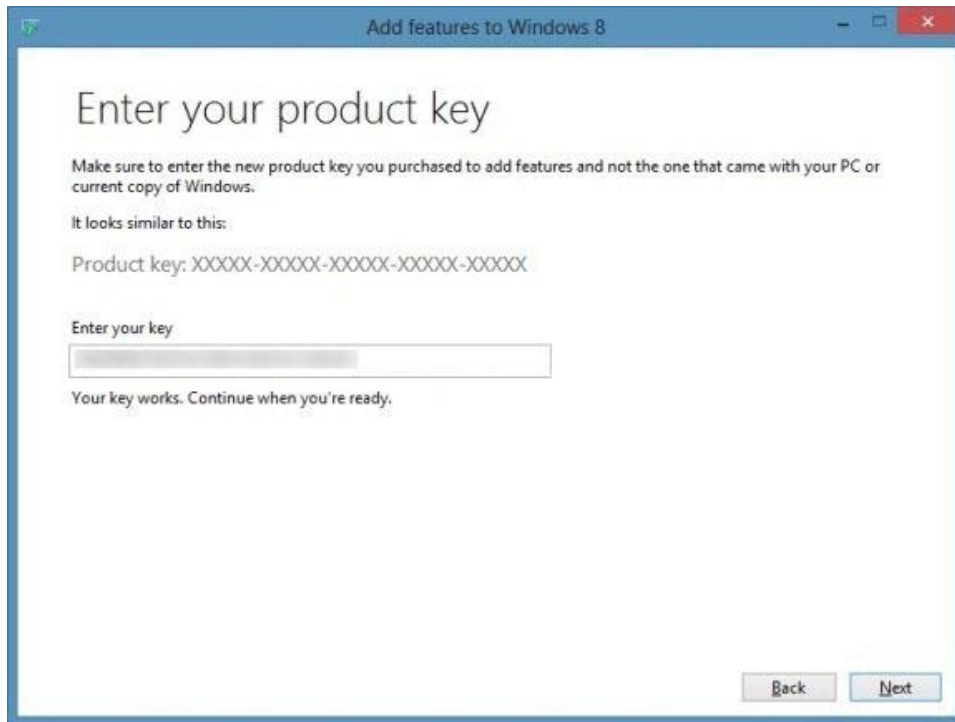 Add features to Windows 8
Enter your product key
Make sure to enter the new product key you purchased to add features and not the one that came with your PC or
current copy of Windows.
It looks similar to this:
Product key: XXXXX-XXXXX-XXXXX-XXXXX-XXXXX
Enter your key
Your key works. Continue when you're ready.
Back
Next